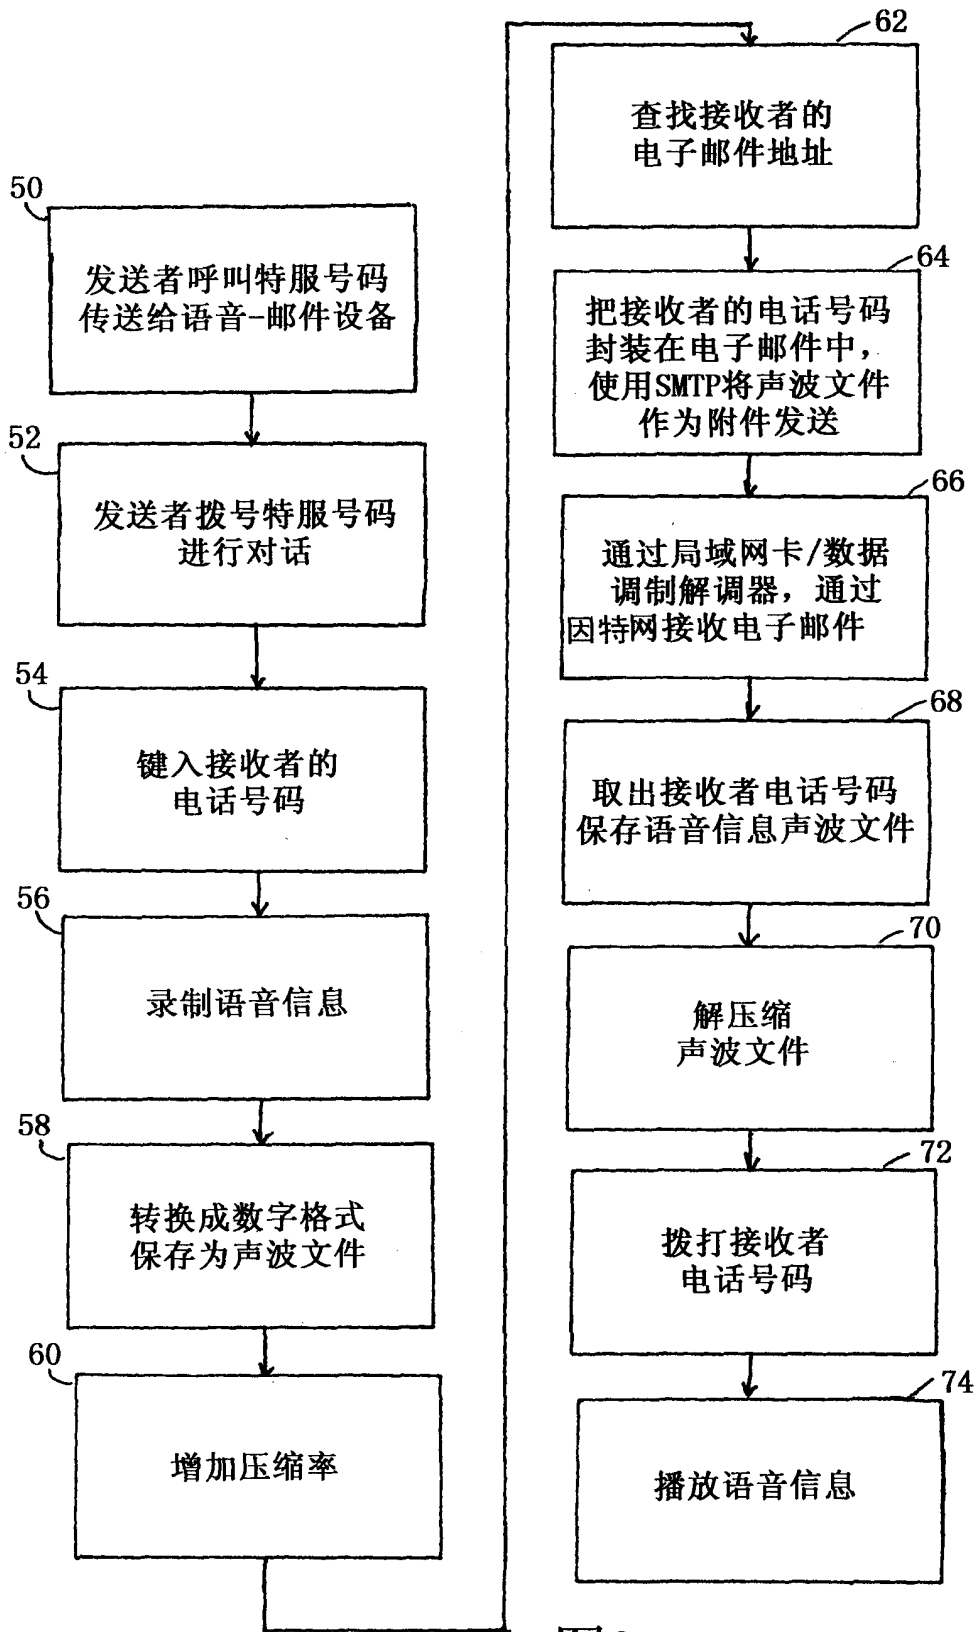 50
发送者呼叫特服号码
传送给语音-邮件设备
52
发送者拨号特服号码
进行对话
54
键入接收者的
电话号码
56
录制语音信息
58
转换成数字格式
保存为声波文件
60
增加压缩率
62
查找接收者的
电子邮件地址
64
把接收者的电话号码
封装在电子邮件中，
使用SMTP将声波文件
作为附件发送
66
通过局域网卡/数据
调制解调器，通过
因特网接收电子邮件
68
取出接收者电话号码
保存语音信息声波文件
70
解压缩
声波文件
72
拨打接收者
电话号码
74
播放语音信息